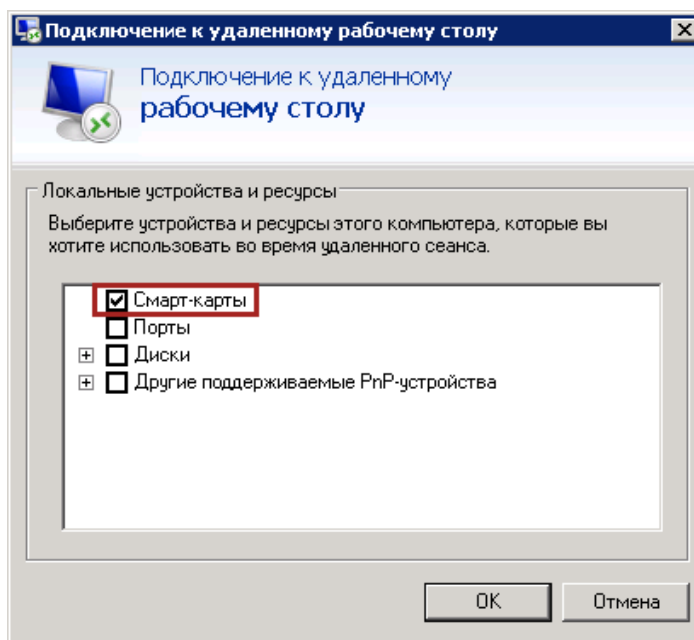 Подключение к удаленному рабочему столу
Подключение к удаленному
рабочему столу
Локальные устройства и ресурсы
Выберите устройства и ресурсы этого компьютера, которые вы
хотите использовать во время удаленного сеанса.
Смарт-карты
Порты
Диски
Другие поддерживаемые PnP-устройства
OK
Отмена